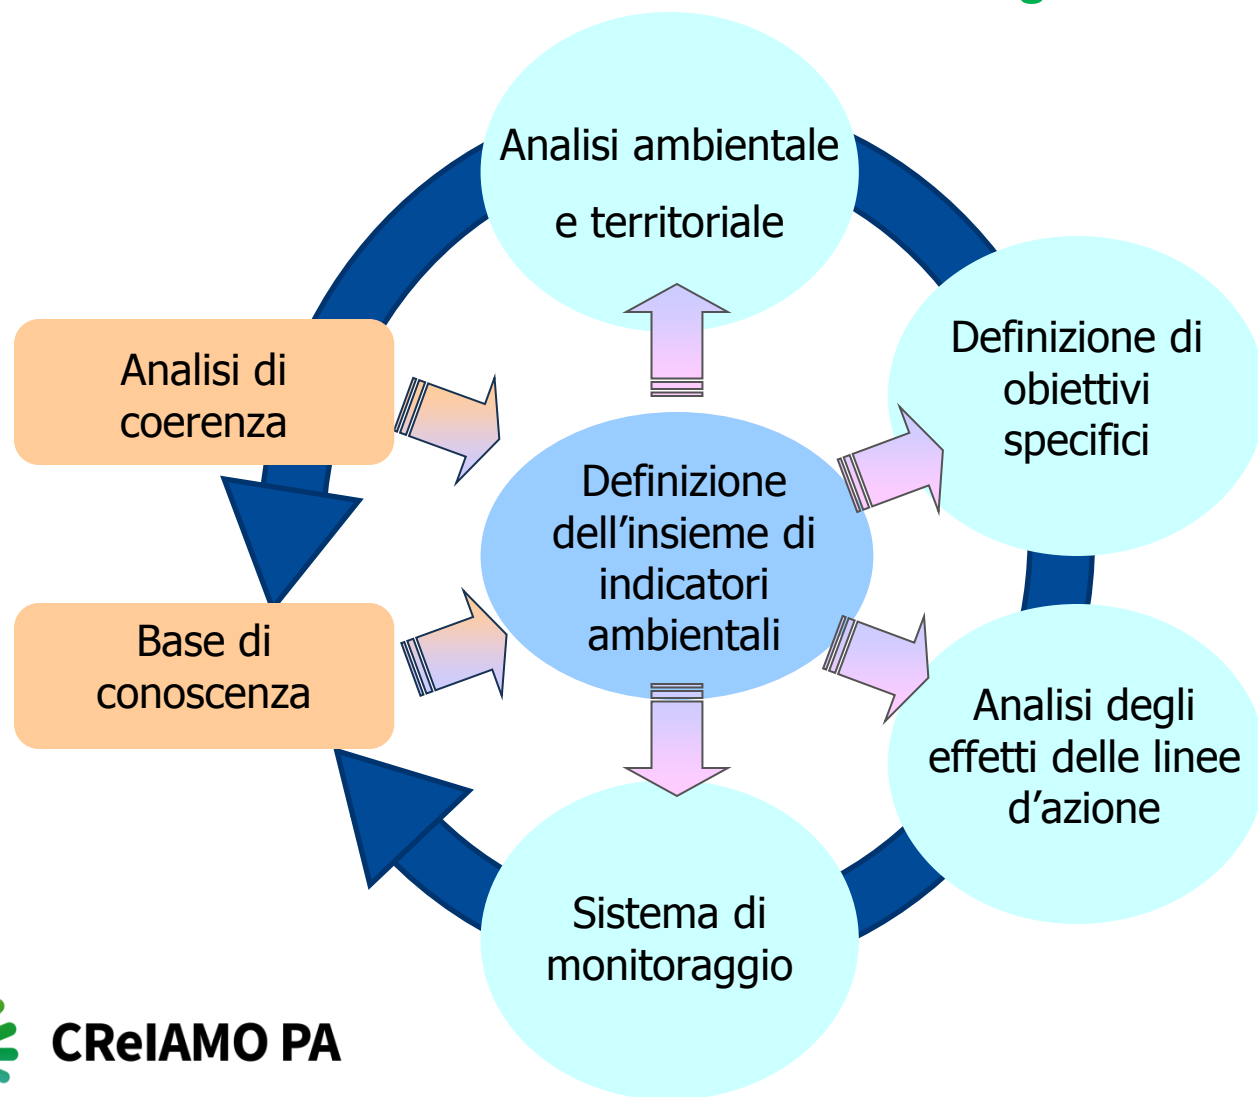 Analisi ambientale
e territoriale
Analisi di
coerenza
Definizione di
obiettivi
specifici
Definizione
dell’insieme di
indicatori
ambientali
Base di
conoscenza
Analisi degli
effetti delle linee
d’azione
Sistema di
monitoraggio
CReIAMO PA